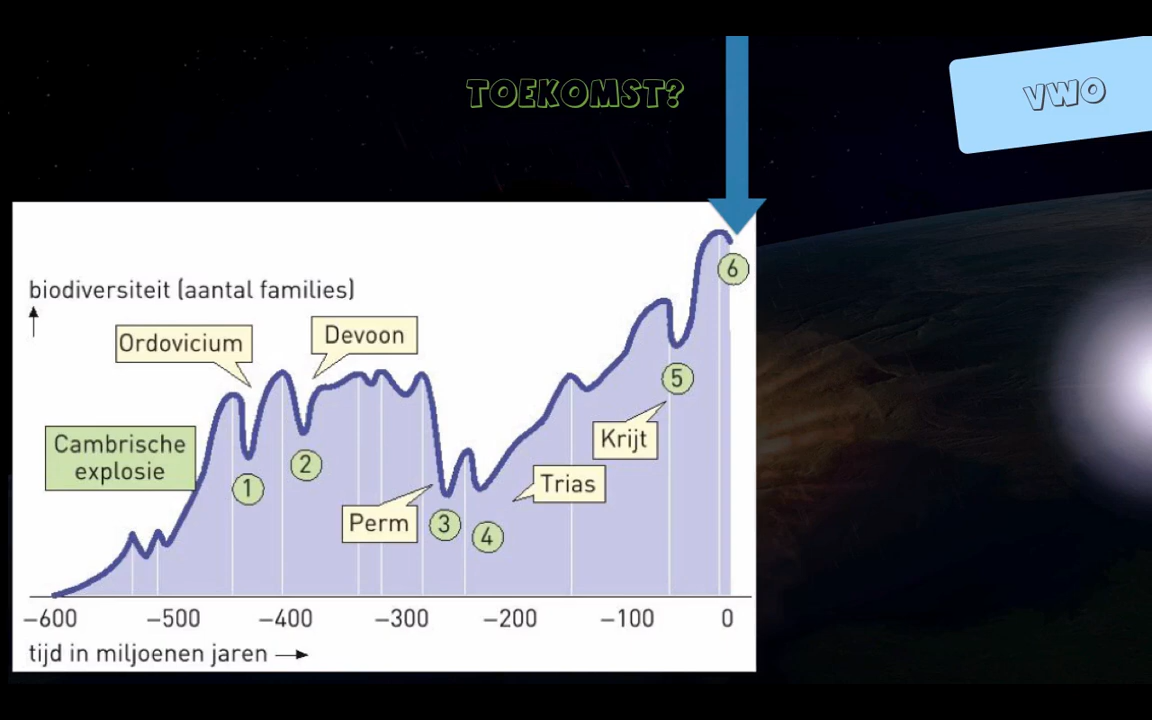 TOEKOMST?
VWO
biodiversiteit (aantal families)
Ordovicium
Devoon
6
5
Cambrische
explosie
Krijt
1
2
Trias
Perm
3
4
−600 −500 −400 −300 −200 −100 0
tijd in miljoenen jaren